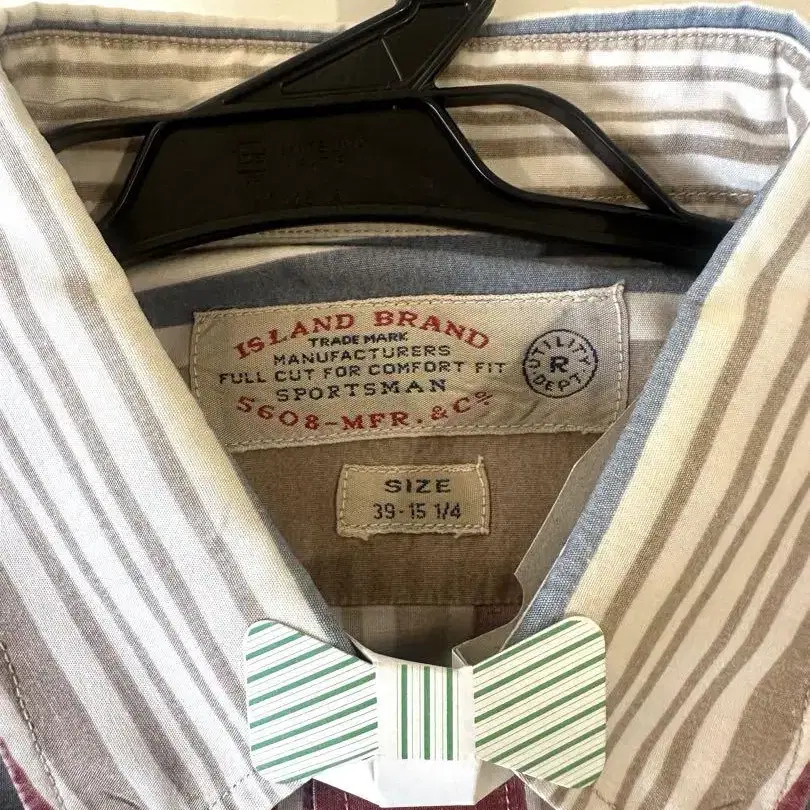 ISLAND BRAND
TRADE MARK
MANUFACTURERS
FULL CUT FOR COMFORT FIT
SPORTSMAN
5608-MFR.&Co
UTILITY
R
DEPT.
SIZE
39-15 1/4